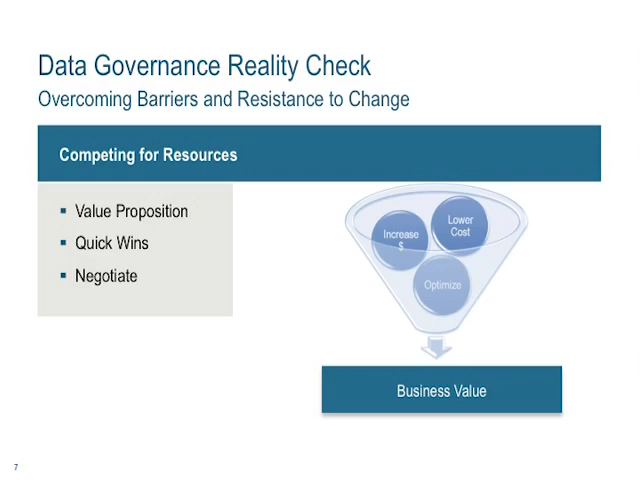 Data Governance Reality Check
Overcoming Barriers and Resistance to Change
Competing for Resources
▪ Value Proposition
▪ Quick Wins
▪ Negotiate
Increase
$
Lower
Cost
Optimize
Business Value
7